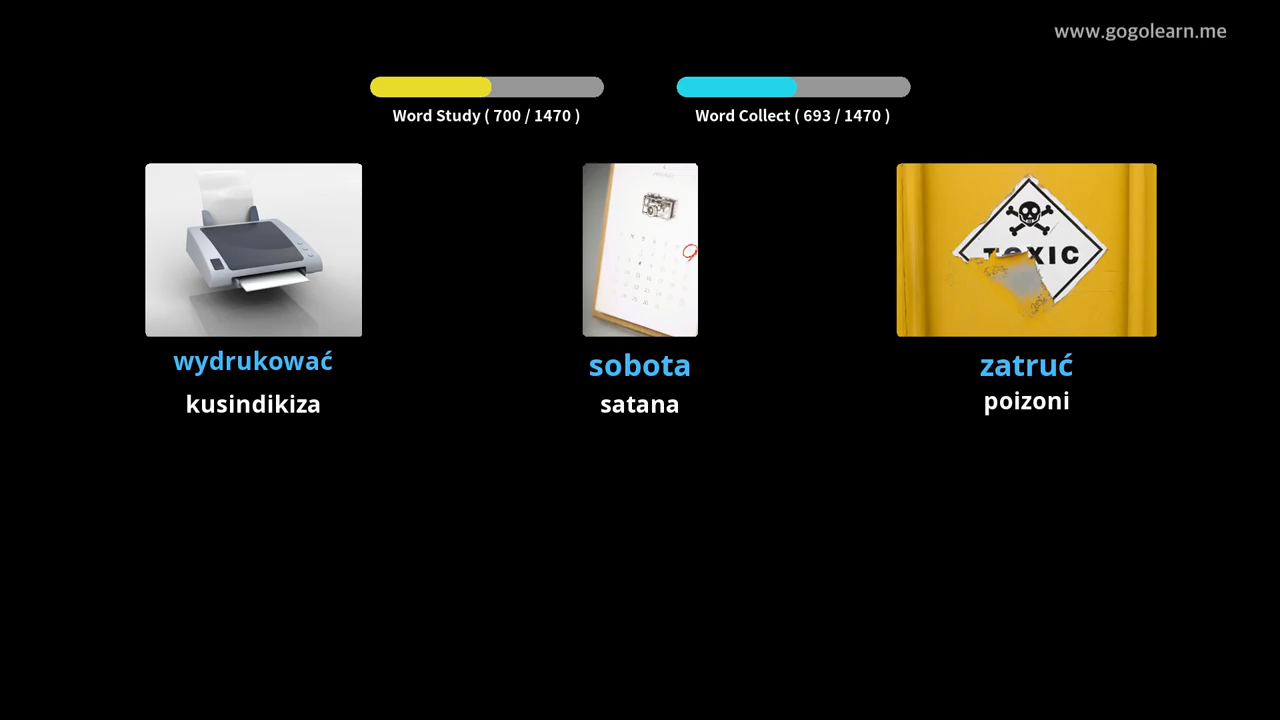 www.gogolearn.me
Word Study ( 700 / 1470 )
Word Collect ( 693 / 1470 )
TOXIC
wydrukować
sobota
zatruć
kusindikiza
satana
poizoni